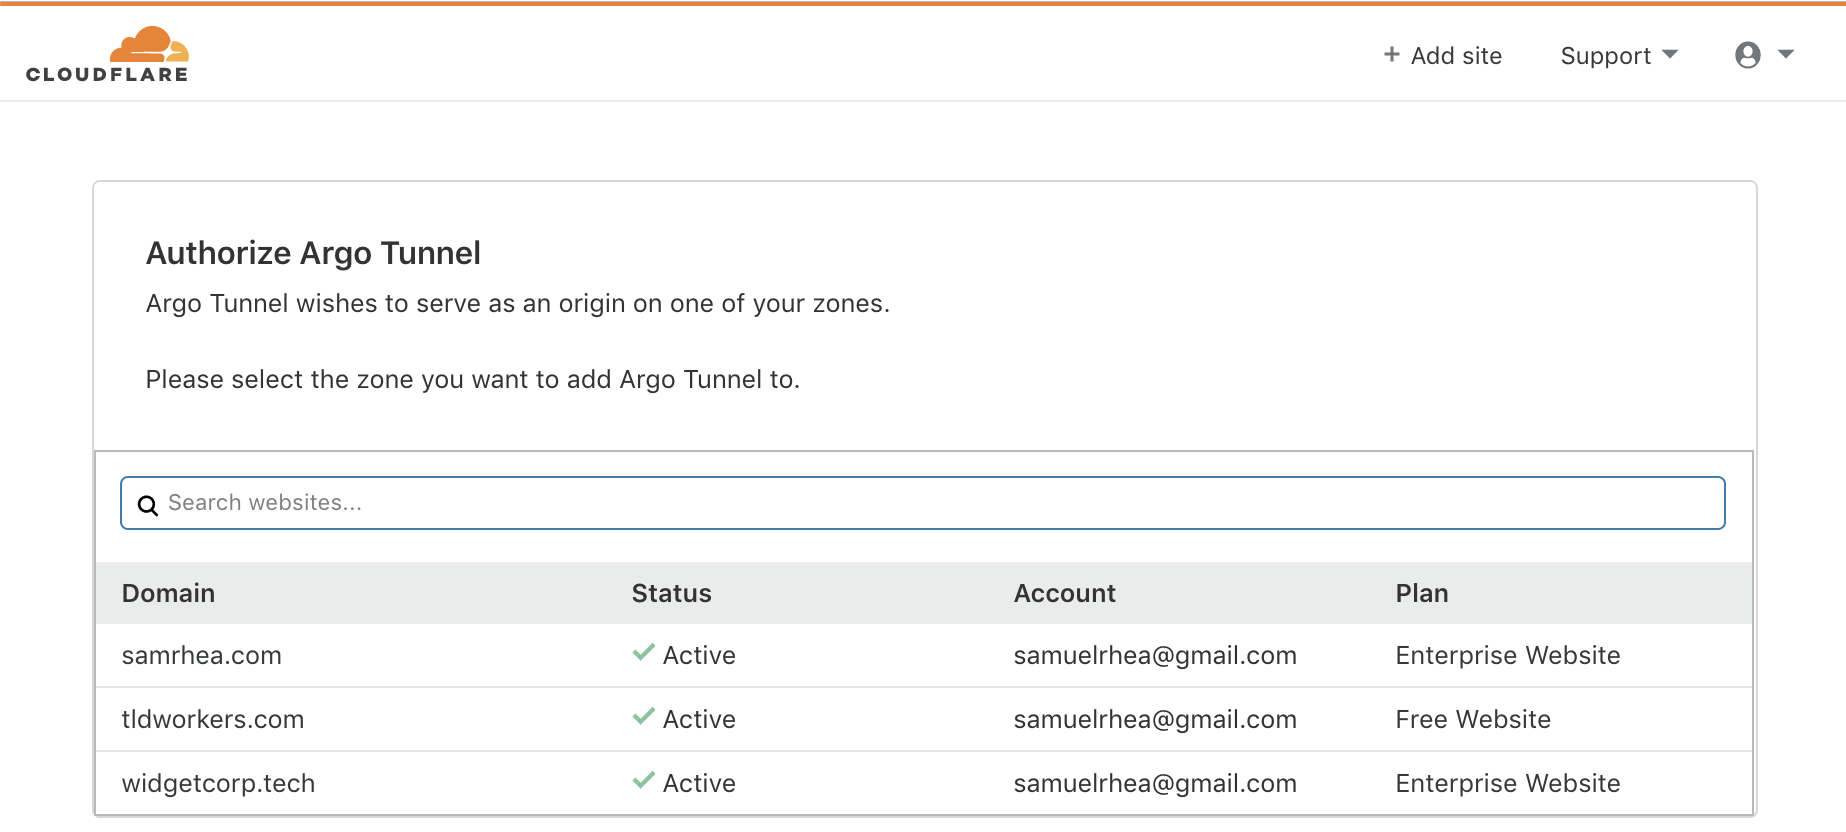 CLOUDFLARE
+ Add site Support
Authorize Argo Tunnel
Argo Tunnel wishes to serve as an origin on one of your zones.
Please select the zone you want to add Argo Tunnel to.
Search websites...
Domain Status Account Plan
samrhea.com Active samuelrhea@gmail.com Enterprise Website
tldworkers.com Active samuelrhea@gmail.com Free Website
widgetcorp.tech Active samuelrhea@gmail.com Enterprise Website